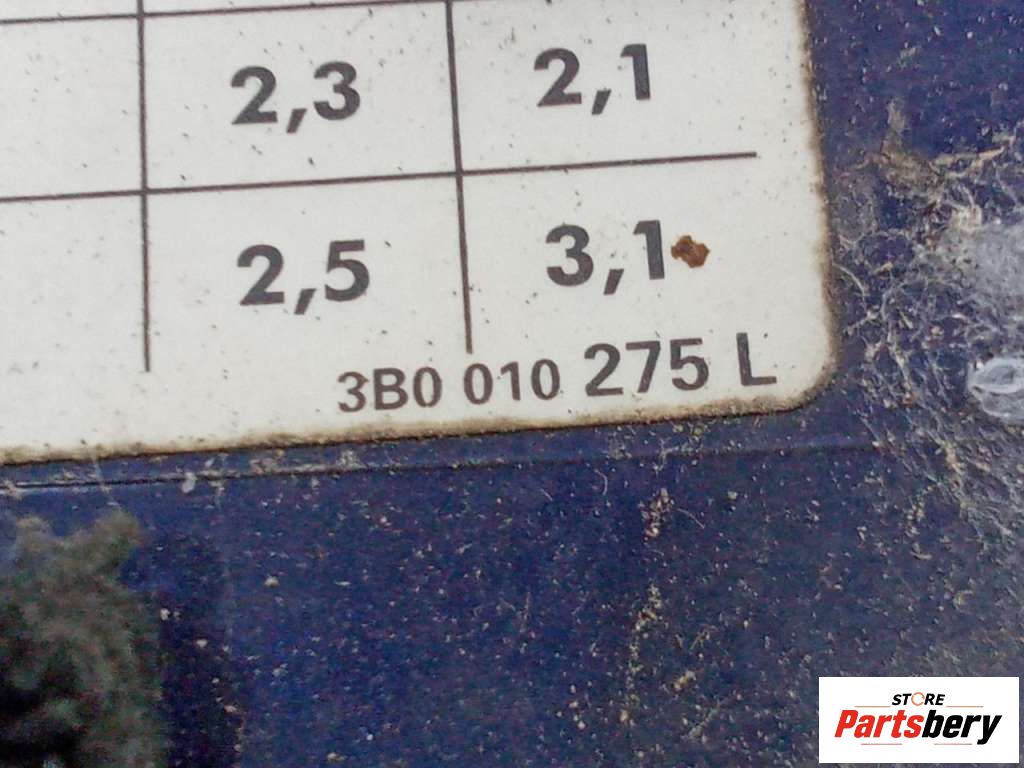 2,3 2,1
2,5 3,1
3B0 010 275 L
STORE
Partsbery